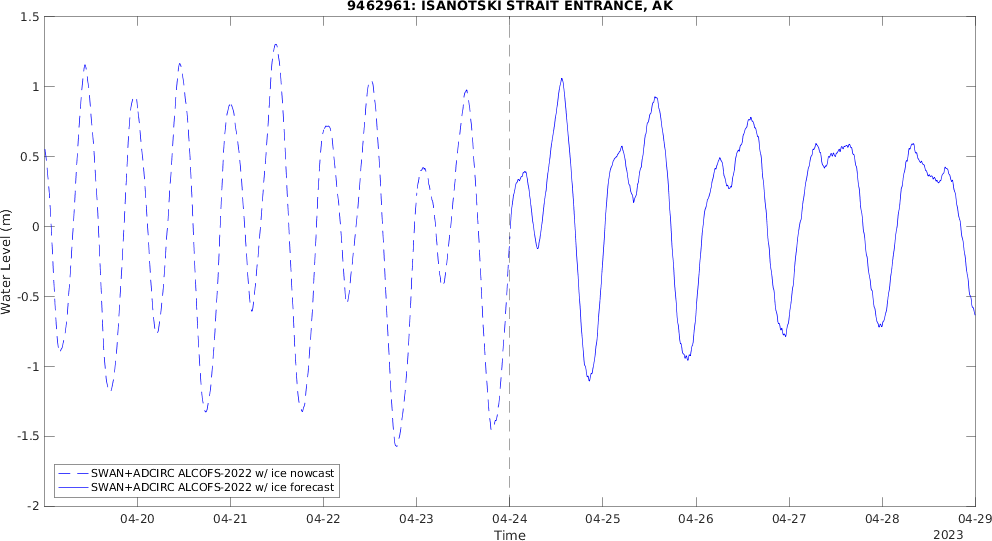 9462961: ISANOTSKI STRAIT ENTRANCE, AK
1.5
1
0.5
0
-0.5
-1
-1.5
-2
Water Level (m)
SWAN+ADCIRC ALCOFS-2022 w/ ice nowcast
SWAN+ADCIRC ALCOFS-2022 w/ ice forecast
04-20 04-21 04-22 04-23 04-24 04-25 04-26 04-27 04-28 04-29
Time
2023